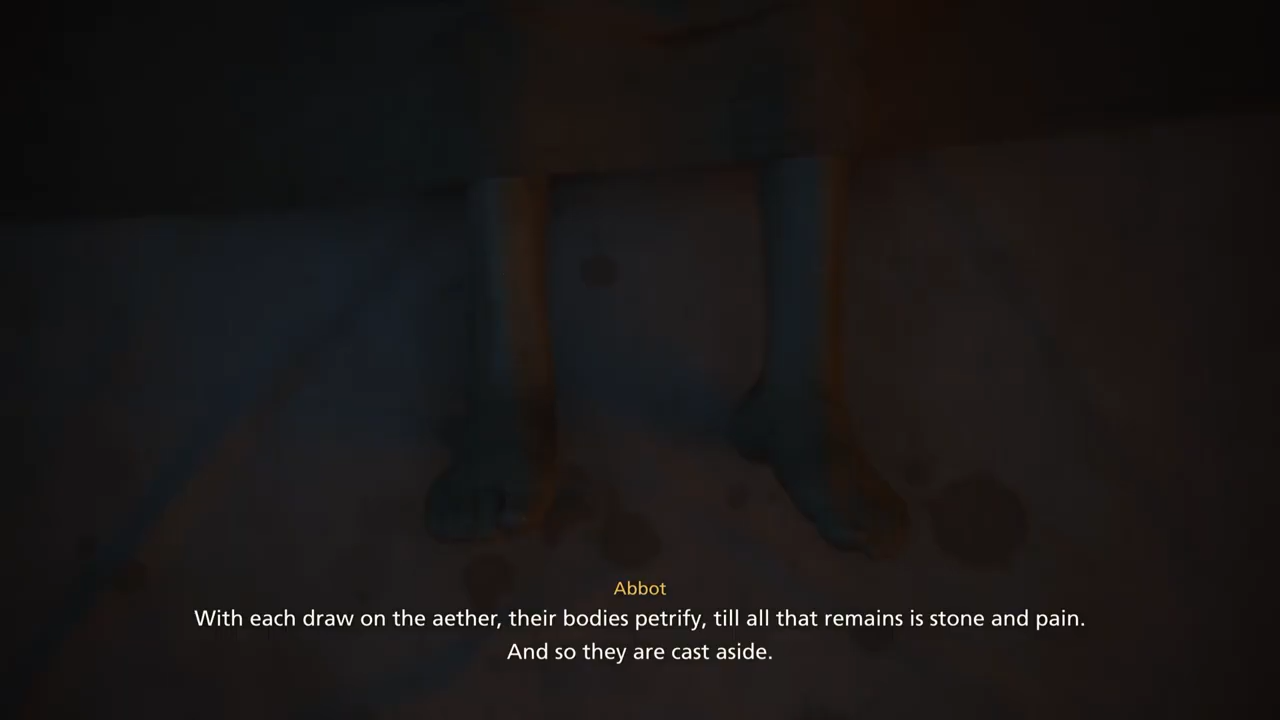 Abbot
With each draw on the aether, their bodies petrify, till all that remains is stone and pain.
And so they are cast aside.